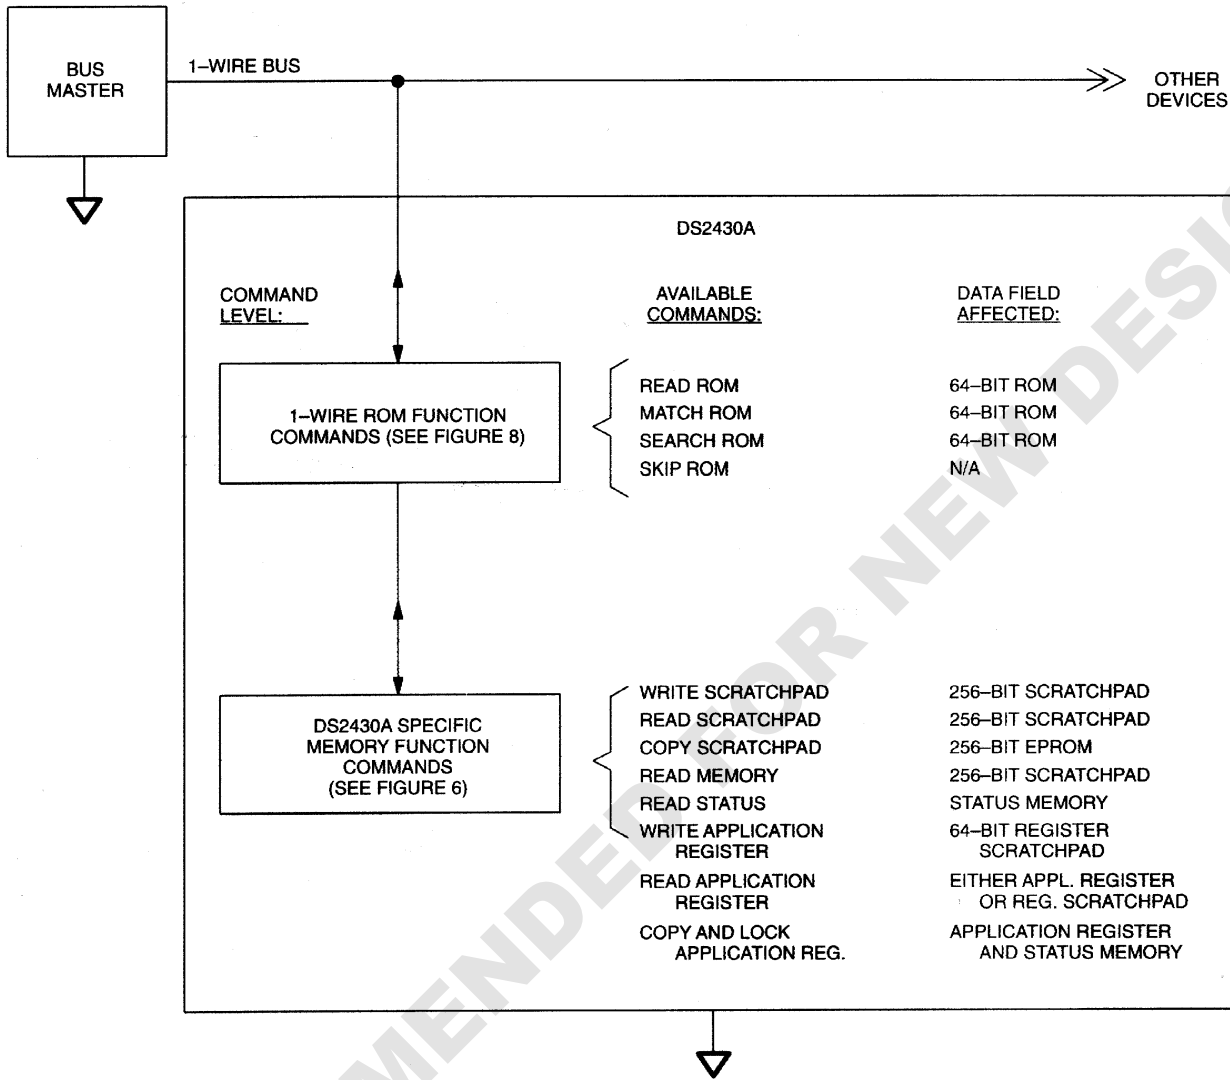 BUS
MASTER
1–WIRE BUS
OTHER
DEVICES
DS2430A
COMMAND
LEVEL:
AVAILABLE
COMMANDS:
DATA FIELD
AFFECTED:
1–WIRE ROM FUNCTION
COMMANDS (SEE FIGURE 8)
READ ROM 64–BIT ROM
MATCH ROM 64–BIT ROM
SEARCH ROM 64–BIT ROM
SKIP ROM N/A
DS2430A SPECIFIC
MEMORY FUNCTION
COMMANDS
(SEE FIGURE 6)
WRITE SCRATCHPAD 256–BIT SCRATCHPAD
READ SCRATCHPAD 256–BIT SCRATCHPAD
COPY SCRATCHPAD 256–BIT EPROM
READ MEMORY 256–BIT SCRATCHPAD
READ STATUS STATUS MEMORY
WRITE APPLICATION 64–BIT REGISTER
REGISTER SCRATCHPAD
READ APPLICATION EITHER APPL. REGISTER
REGISTER OR REG. SCRATCHPAD
COPY AND LOCK APPLICATION REGISTER
APPLICATION REG. AND STATUS MEMORY
MENDED FOR NEW DESIG